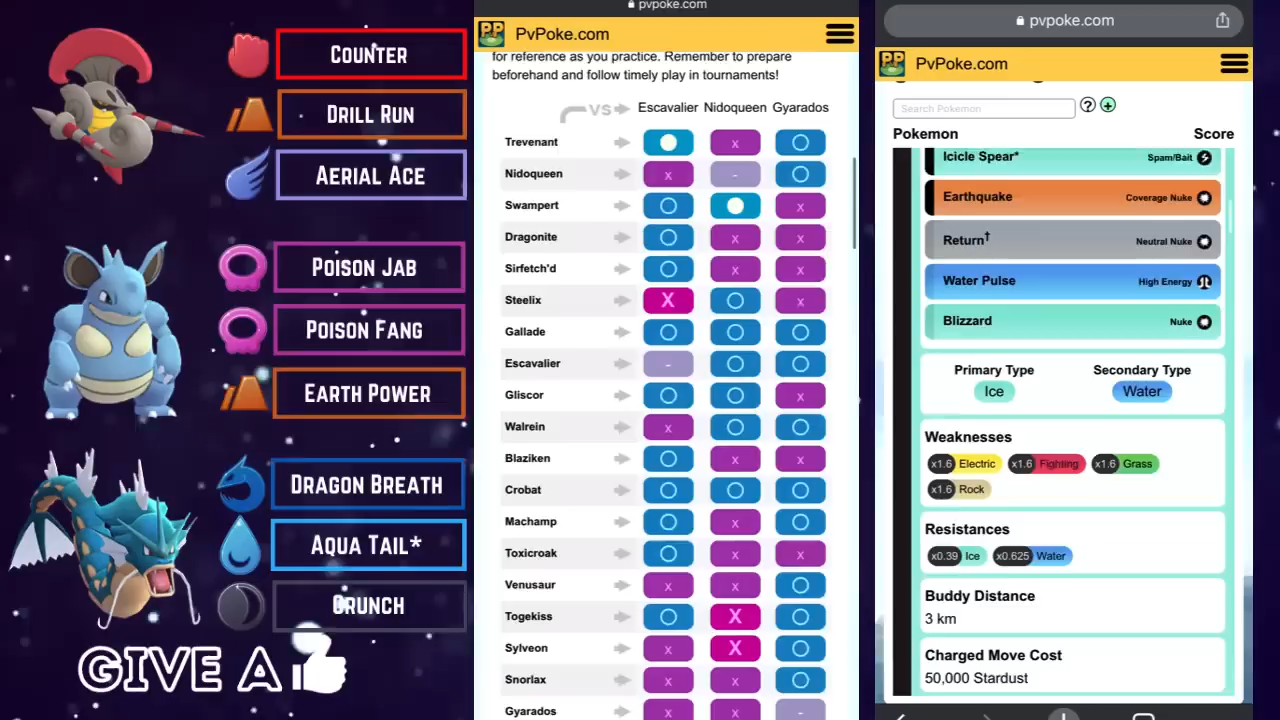 COUNTER
DRILL RUN
AERIAL ACE
POISON JAB
POISON FANG
EARTH POWER
DRAGON BREATH
AQUA TAIL*
CRUNCH
GIVE A
pvpoke.com
PP PvPoke.com
for reference as you practice. Remember to prepare
beforehand and follow timely play in tournaments!
VS Escavalier Nidoqueen Gyarados
Trevenant x
Nidoqueen x -
Swampert x
Dragonite x x
Sirfetch'd x x
Steelix X x
Gallade
Escavalier -
Gliscor x
Walrein x
Blaziken x x
Crobat
Machamp x
Toxicroak x x
Venusaur x x
Togekiss X
Sylveon x X
Snorlax x x
Gyarados x x -
pvpoke.com
PP PvPoke.com
Search Pokemon ? +
Pokemon Score
Icicle Spear* Spam/Bait
Earthquake Coverage Nuke
Return† Neutral Nuke
Water Pulse High Energy
Blizzard Nuke
Primary Type Secondary Type
Ice Water
Weaknesses
x1.6 Electric x1.6 Fighting x1.6 Grass
x1.6 Rock
Resistances
x0.39 Ice x0.625 Water
Buddy Distance
3 km
Charged Move Cost
50,000 Stardust